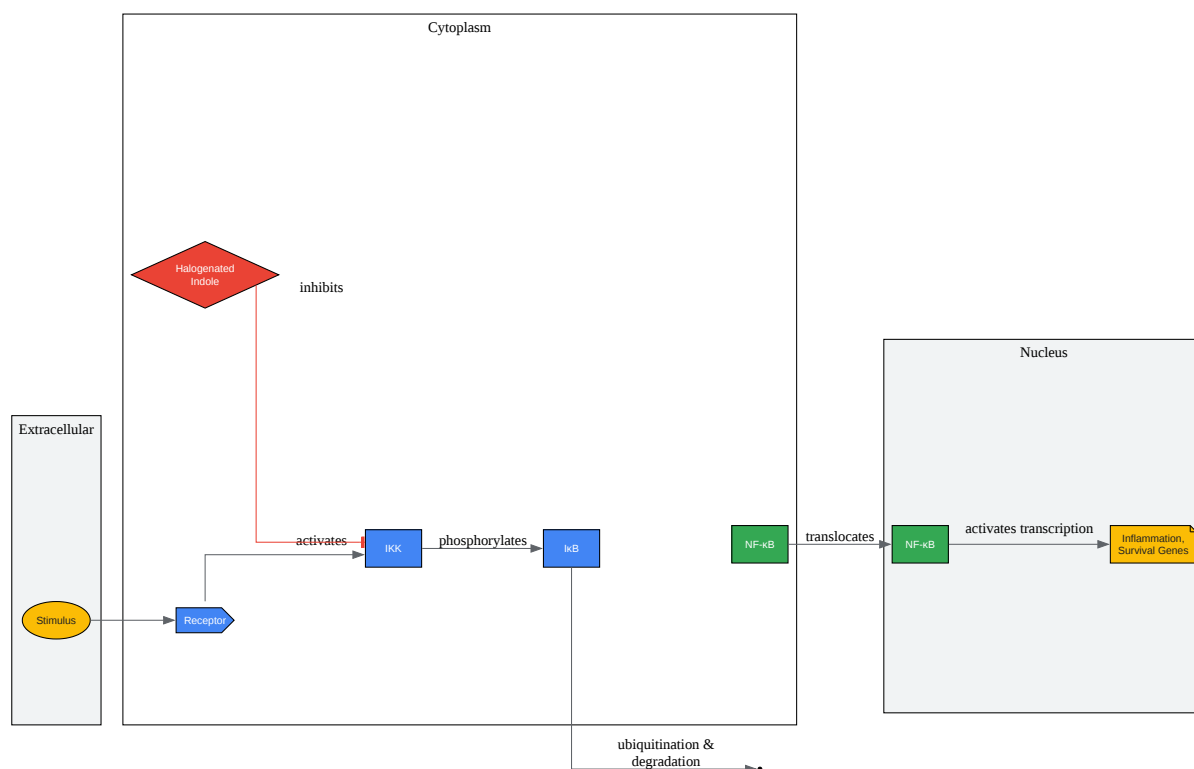 Cytoplasm
Halogenated
Indole
inhibits
Nucleus
Extracellular
activates
IKK
phosphorylates
IκB
NF-κB
translocates
NF-κB
activates transcription
Inflammation,
Survival Genes
Stimulus
Receptor
ubiquitination &
degradation